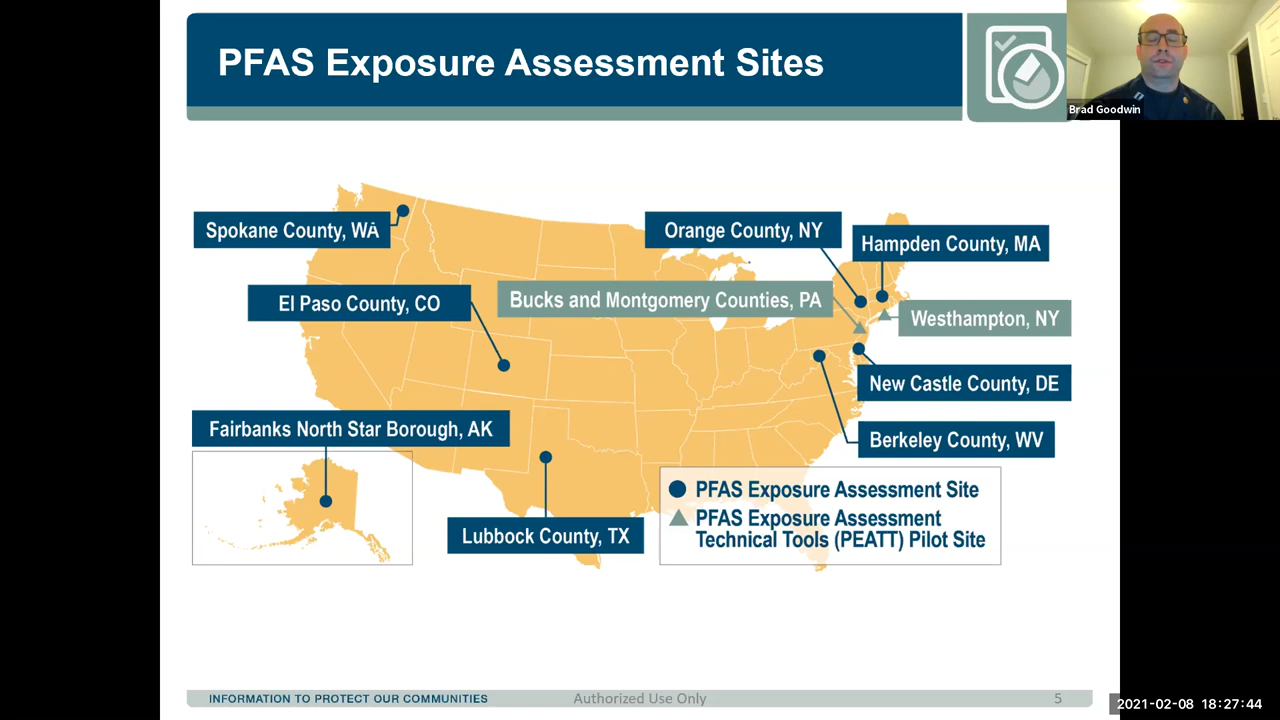 PFAS Exposure Assessment Sites
Brad Goodwin
Spokane County, WA
Orange County, NY
Hampden County, MA
El Paso County, CO
Bucks and Montgomery Counties, PA
Westhampton, NY
New Castle County, DE
Fairbanks North Star Borough, AK
Berkeley County, WV
Lubbock County, TX
PFAS Exposure Assessment Site
PFAS Exposure Assessment
Technical Tools (PEATT) Pilot Site
INFORMATION TO PROTECT OUR COMMUNITIES
Authorized Use Only
5
2021-02-08 18:27:44